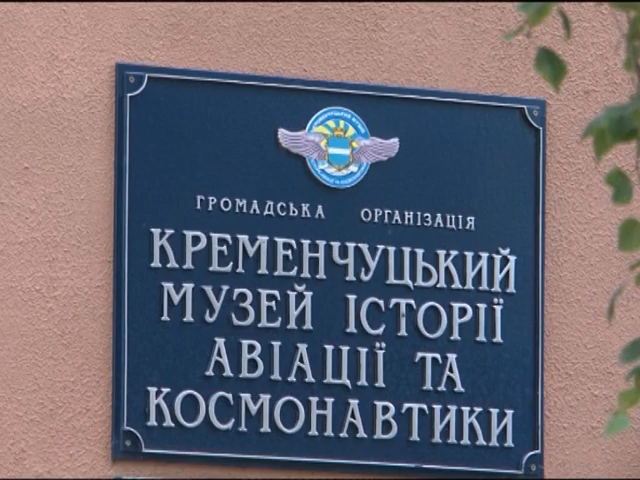 ГРОМАДСЬКА ОРГАНІЗАЦІЯ
КРЕМЕНЧУЦЬКИЙ
МУЗЕЙ ІСТОРІЇ
АВІАЦІЇ ТА
КОСМОНАВТИКИ